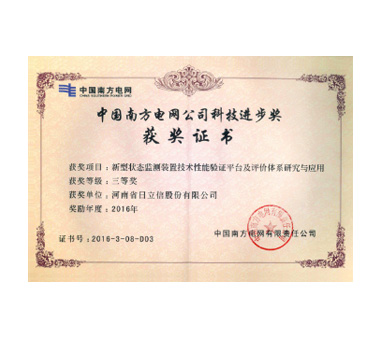 中国南方电网
CHINA SOUTHERN POWER GRID
中国南方电网公司科技进步奖
获奖证书
获奖项目：新型状态监测装置技术性能验证平台及评价体系研究与应用
获奖等级：三等奖
获奖单位：河南省日立信股份有限公司
奖励年度：2016年
证书号：2016-3-08-D03
中国南方电网有限责任公司